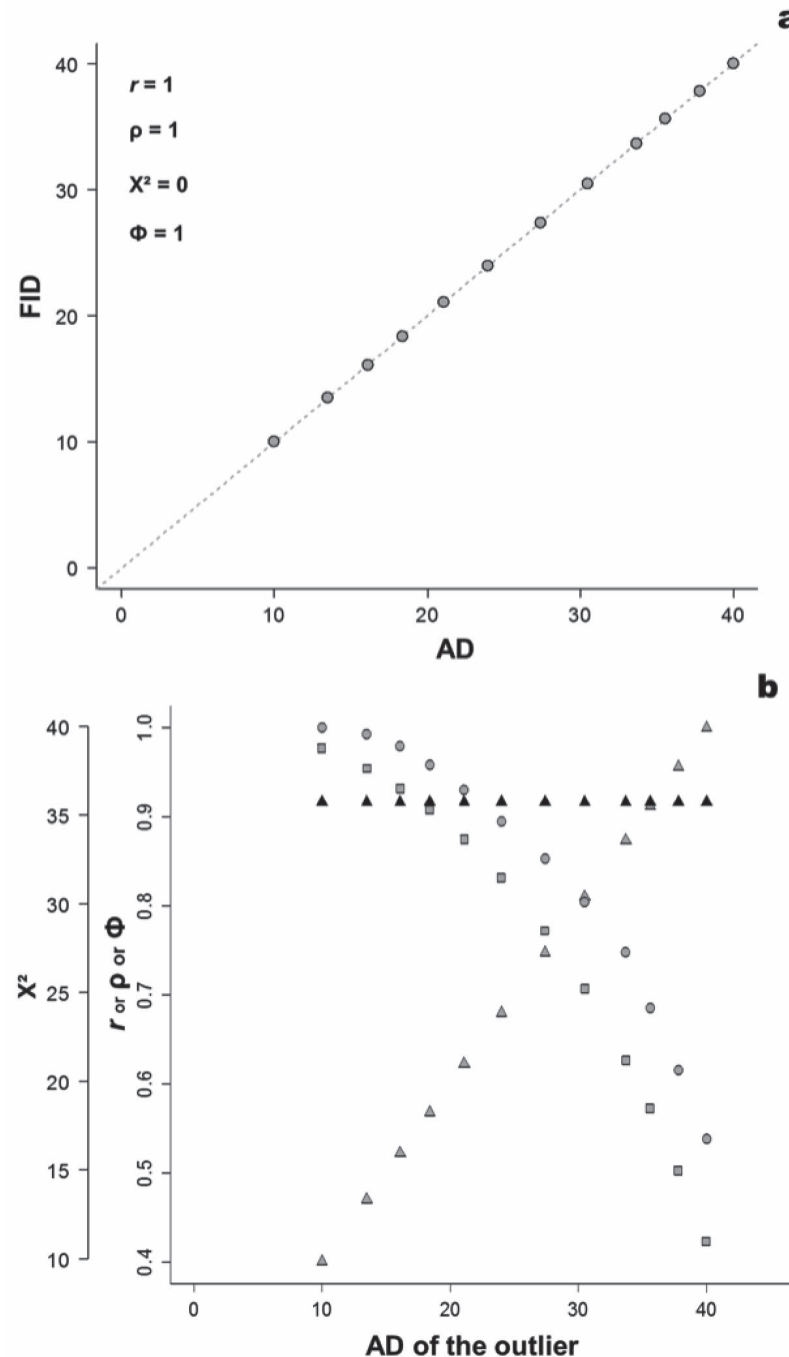 a
40
30
20
10
0
FID
r = 1
ρ = 1
X² = 0
Φ = 1
0 10 20 30 40
AD
b
40
35
30
25
20
15
10
X²
1.0
0.9
0.8
0.7
0.6
0.5
0.4
r or ρ or Φ
0 10 20 30 40
AD of the outlier